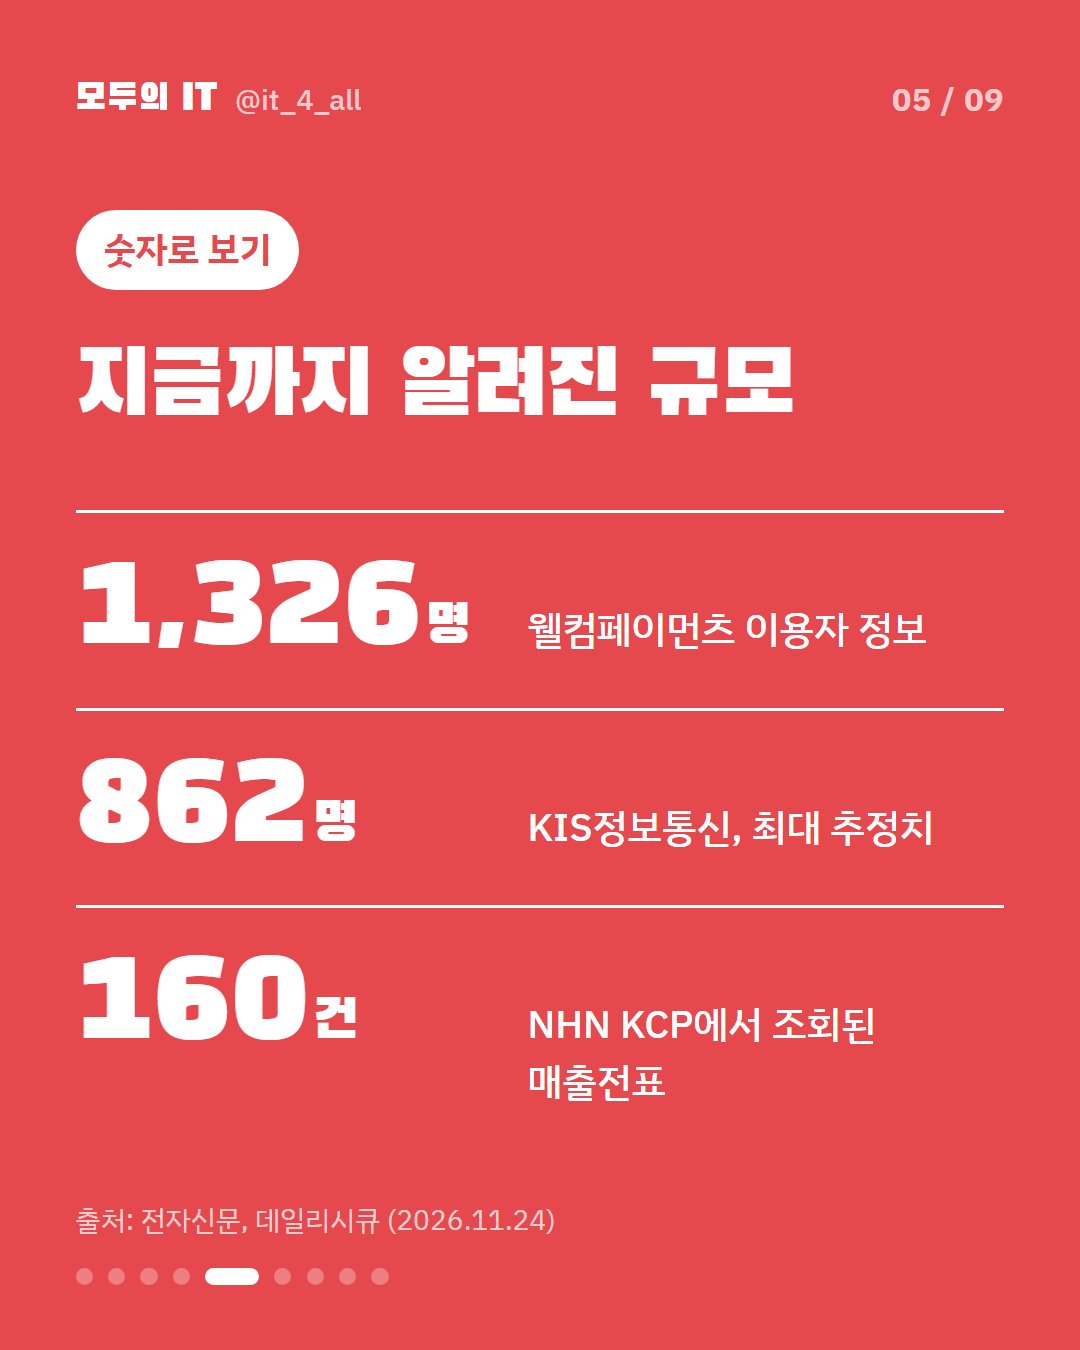 모두의 IT @it_4_all
05 / 09
숫자로 보기
지금까지 알려진 규모
1,326명
웰컴페이먼츠 이용자 정보
862명
KIS정보통신, 최대 추정치
160건
NHN KCP에서 조회된
매출전표
출처: 전자신문, 데일리시큐 (2026.11.24)